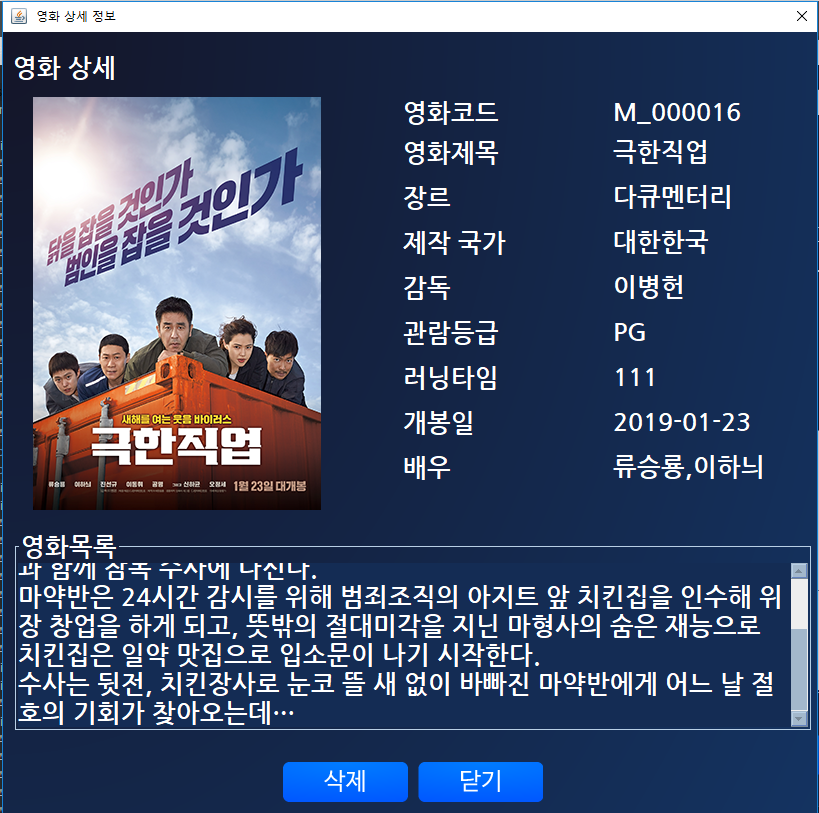 영화 상세 정보
영화 상세
닭을 잡을 것인가
범인을 잡을 것인가
새해를 여는 웃음 바이러스
극한직업
류승룡 이하늬 진선규 이동휘 공명 신하균 오정세 1월 23일 대개봉
영화코드 M_000016
영화제목 극한직업
장르 다큐멘터리
제작 국가 대한한국
감독 이병헌
관람등급 PG
러닝타임 111
개봉일 2019-01-23
배우 류승룡,이하늬
영화목록
과 함께 잠복 수사에 나선다.
마약반은 24시간 감시를 위해 범죄조직의 아지트 앞 치킨집을 인수해 위
장 창업을 하게 되고, 뜻밖의 절대미각을 지닌 마형사의 숨은 재능으로
치킨집은 일약 맛집으로 입소문이 나기 시작한다.
수사는 뒷전, 치킨장사로 눈코 뜰 새 없이 바빠진 마약반에게 어느 날 절
호의 기회가 찾아오는데…
삭제 닫기